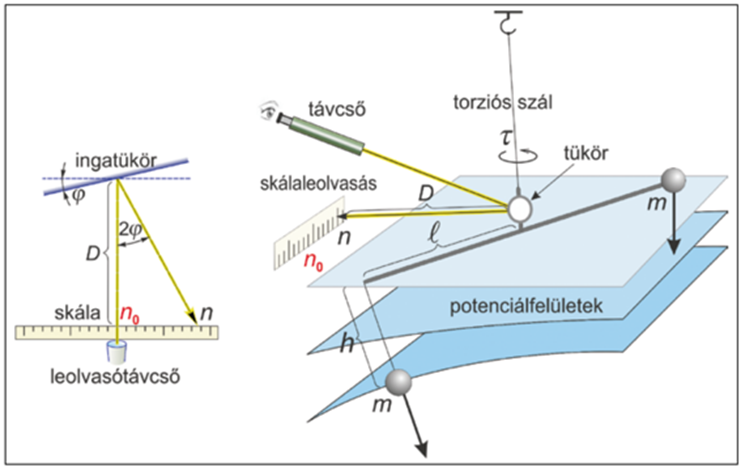 ingatükör
φ
2φ
D
skála
n₀
n
leolvasótávcső
távcső
torziós szál
τ
tükör
skálaleolvasás
D
n
n₀
ℓ
m
potenciálfelületek
h
m